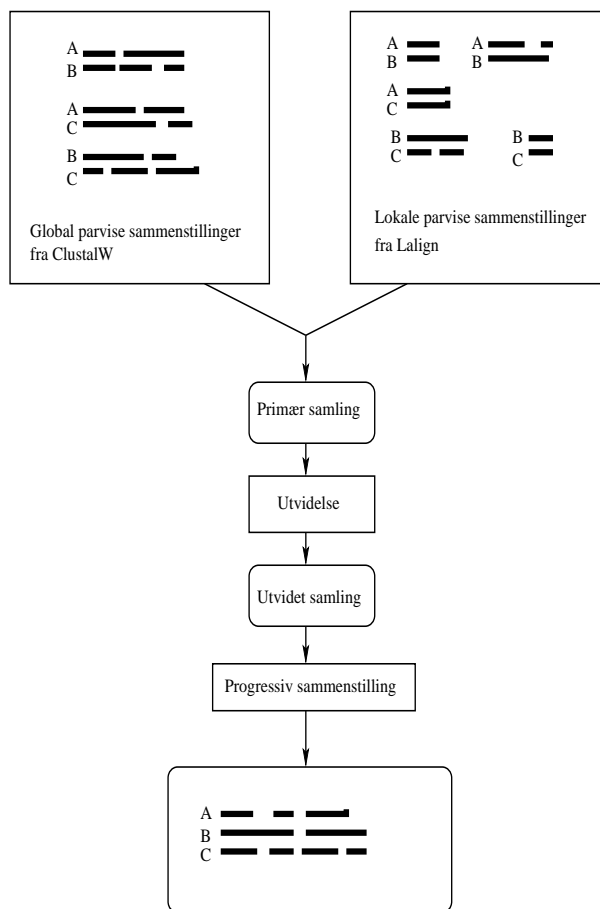 A
B
A
C
B
C
Global parvise sammenstillinger
fra ClustalW
A A
B B
A
C
B B
C C
Lokale parvise sammenstillinger
fra Lalign
Primær samling
Utvidelse
Utvidet samling
Progressiv sammenstilling
A
B
C